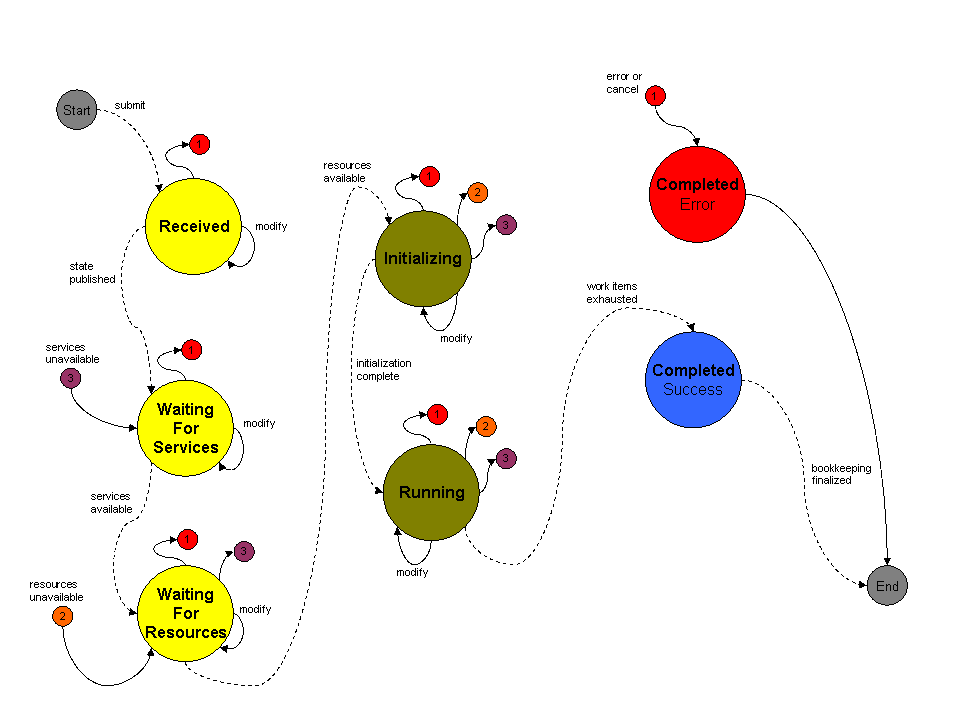 error or
cancel
1
Start
submit
1
resources
available
1
2
3
Completed
Error
Received
modify
Initializing
state
published
work items
exhausted
modify
services
unavailable
3
1
initialization
complete
Completed
Success
Waiting
For
Services
modify
1
2
3
Running
bookkeeping
finalized
services
available
1
3
modify
resources
unavailable
2
Waiting
For
Resources
modify
End